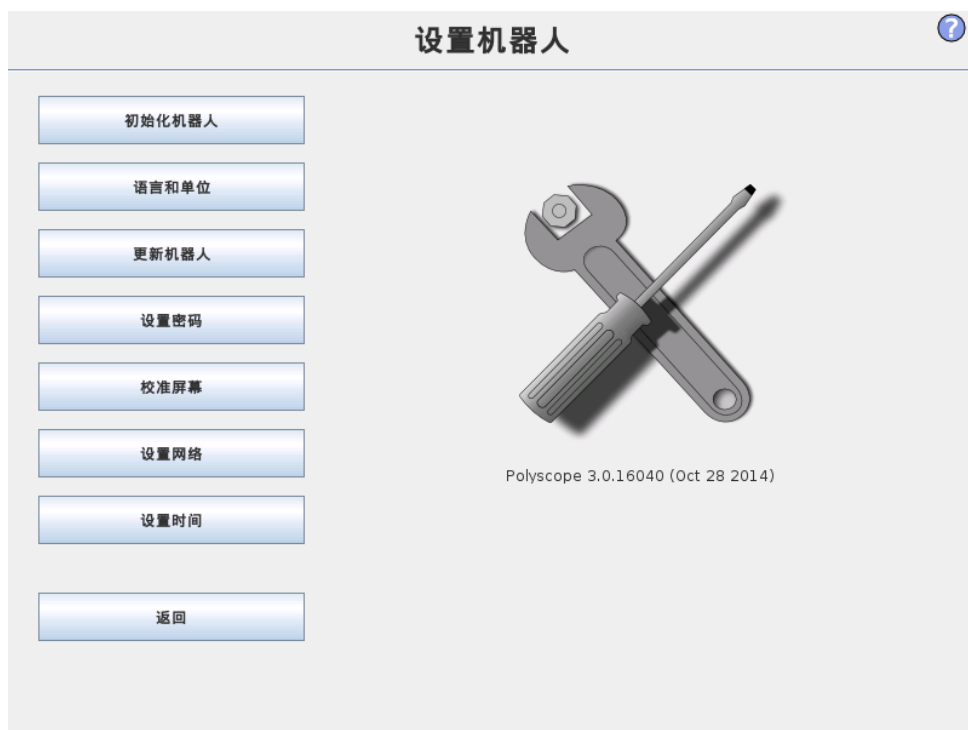 设置机器人
?
初始化机器人
语言和单位
更新机器人
设置密码
校准屏幕
设置网络
设置时间
返回
Polyscope 3.0.16040 (Oct 28 2014)